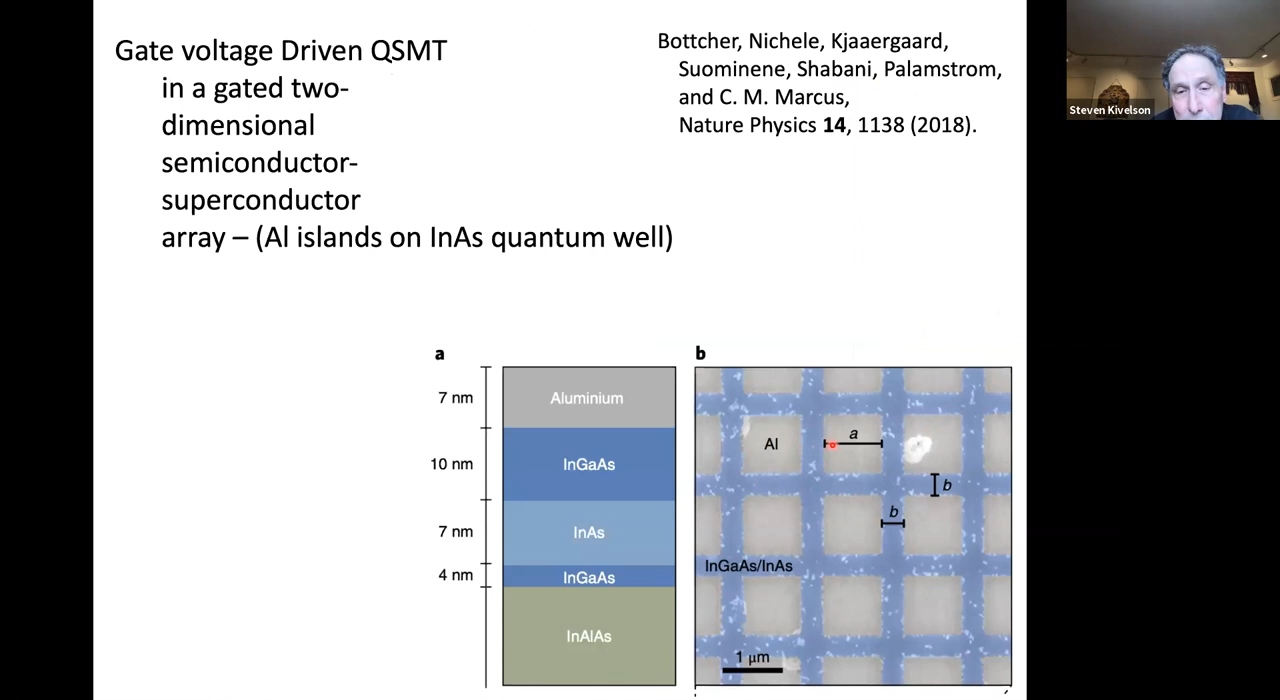 Gate voltage Driven QSMT
in a gated two-
dimensional
semiconductor-
superconductor
array – (Al islands on InAs quantum well)
Bottcher, Nichele, Kjaaergaard,
Suominene, Shabani, Palamstrom,
and C. M. Marcus,
Nature Physics 14, 1138 (2018).
Steven Kivelson
a
7 nm
Aluminium
10 nm
InGaAs
7 nm
InAs
4 nm
InGaAs
InAlAs
b
Al
a
b
b
InGaAs/InAs
1 μm